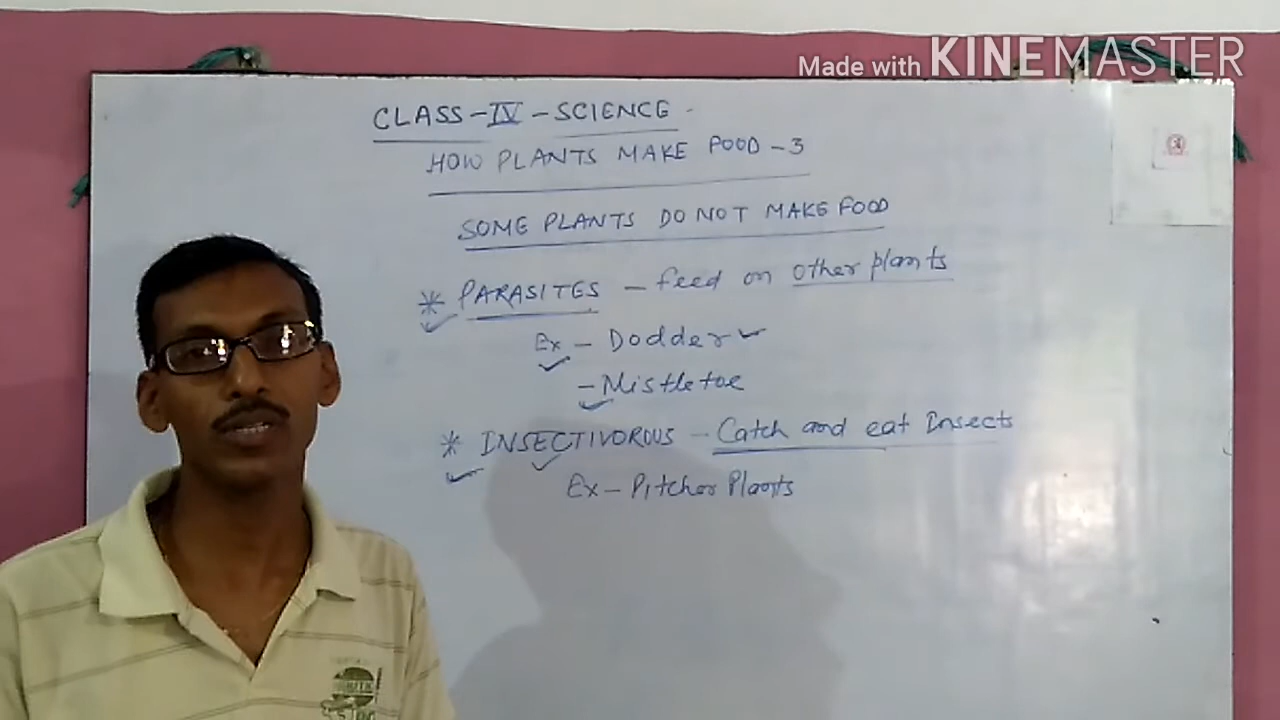 Made with KINEMASTER
CLASS-IV-SCIENCE
HOW PLANTS MAKE FOOD-3
SOME PLANTS DO NOT MAKE FOOD
* PARASITES - feed on other plants
Ex - Dodder
- Mistletoe
* INSECTIVOROUS - Catch and eat Insects
Ex - Pitcher Plants